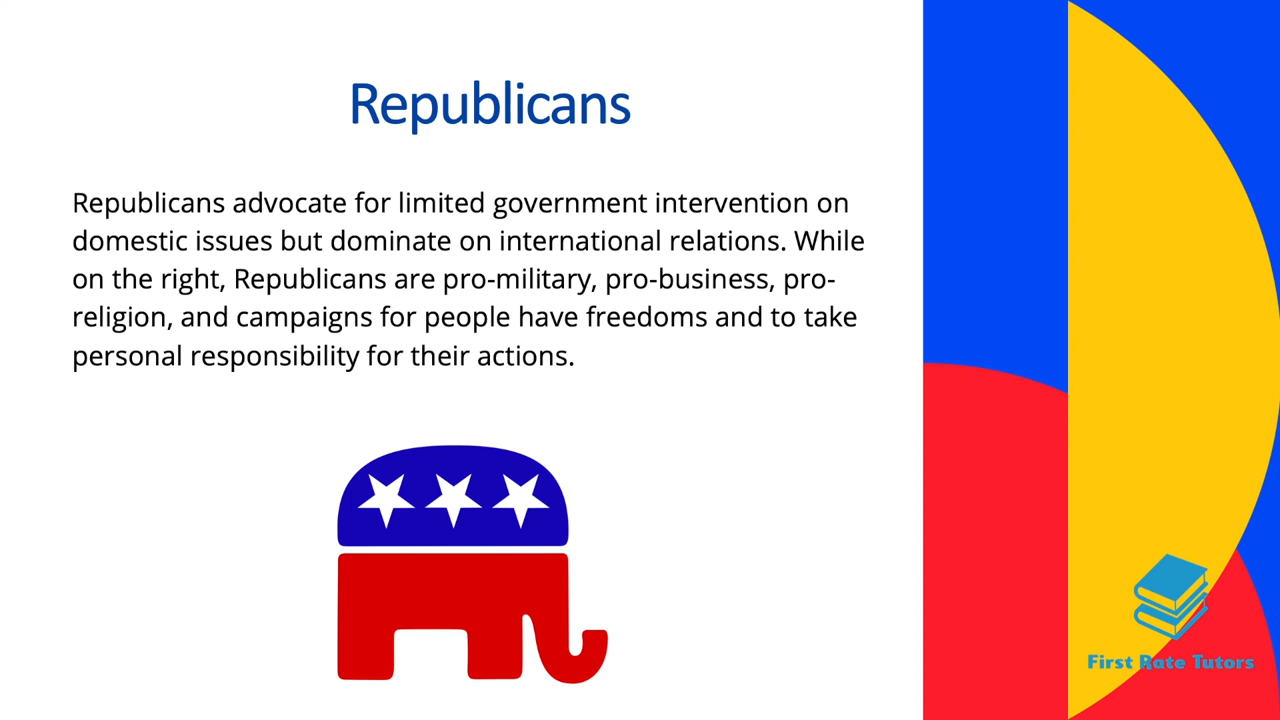 Republicans
Republicans advocate for limited government intervention on
domestic issues but dominate on international relations. While
on the right, Republicans are pro-military, pro-business, pro-
religion, and campaigns for people have freedoms and to take
personal responsibility for their actions.
First Rate Tutors